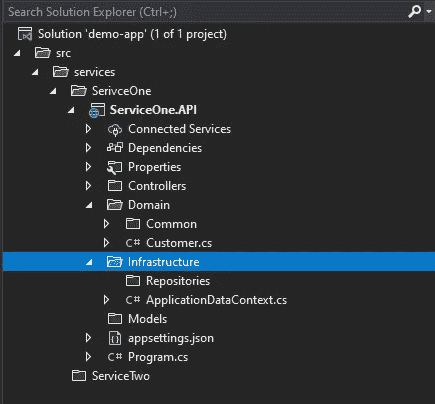 Search Solution Explorer (Ctrl+;)
Solution 'demo-app' (1 of 1 project)
src
services
SerivceOne
ServiceOne.API
Connected Services
Dependencies
Properties
Controllers
Domain
Common
C# Customer.cs
Infrastructure
Repositories
C# ApplicationDataContext.cs
Models
appsettings.json
C# Program.cs
ServiceTwo